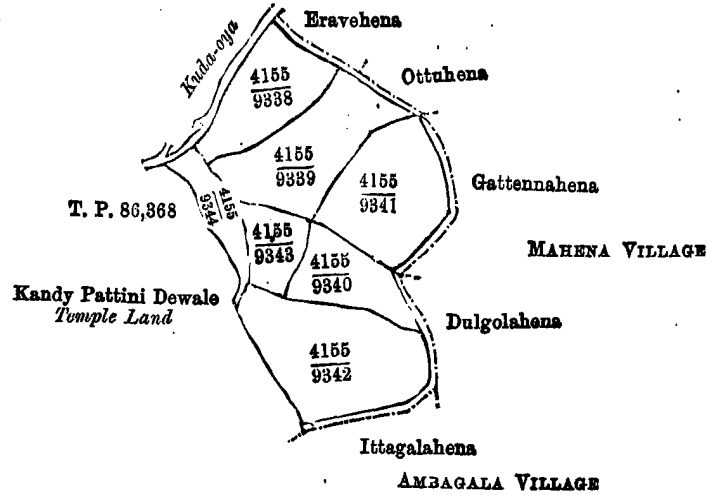 Eravehena
Kuda-oya
Ottuhena
4155
9338
4155
9339
4155
9341
Gattennahena
4155
9344
T. P. 86,368
4155
9343
MAHENA VILLAGE
4155
9340
Kandy Pattini Dewale
Temple Land
Dulgolahena
4155
9342
Ittagalahena
AMBAGALA VILLAGE